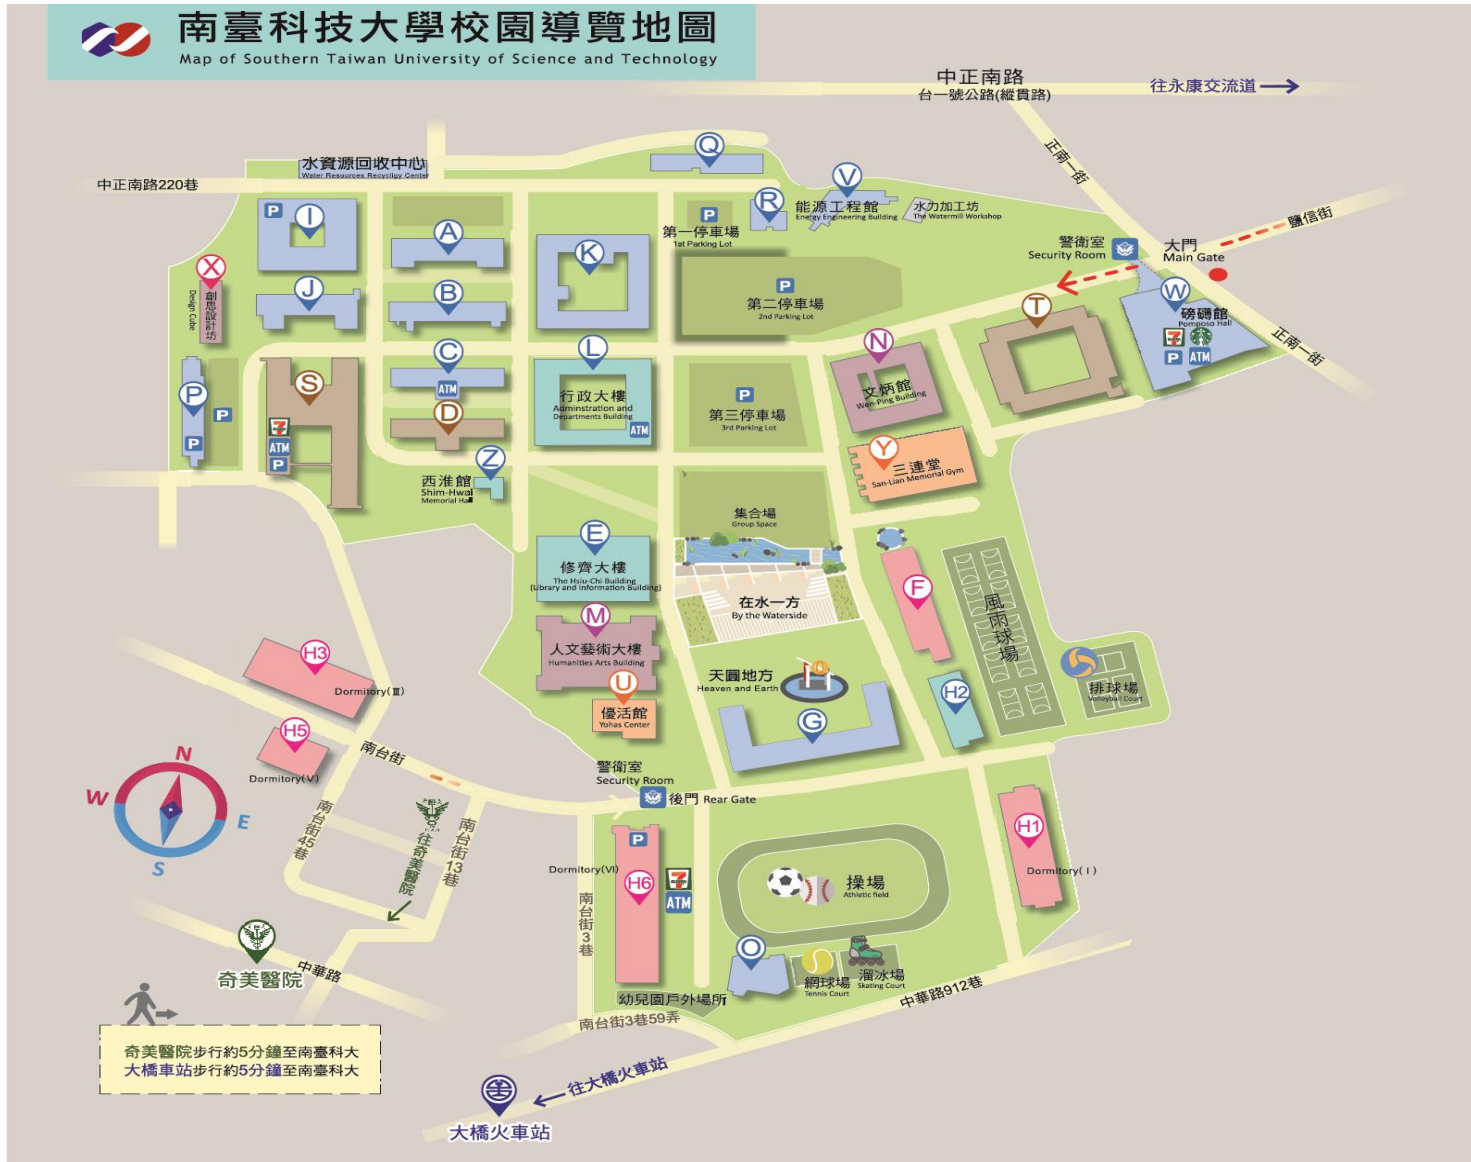 南臺科技大學校園導覽地圖
Map of Southern Taiwan University of Science and Technology
中正南路
台一號公路(縱貫路)
往永康交流道
正南一街
鹽信街
水資源回收中心
Water Resources Recycligy Center
中正南路220巷
Q
V
R
能源工程館
Energy Engineering Building
水力加工坊
The Watermill Workshop
P
I
A
K
P
第一停車場
1st Parking Lot
警衛室
Security Room
大門
Main Gate
X
創思設計坊
Design Cube
J
B
P
第二停車場
2nd Parking Lot
T
W
磅礴館
Pomposo Hall
7
P
ATM
正南一街
P
P
P
S
7
ATM
P
C
ATM
D
L
行政大樓
Adminstration and
Departments Building
ATM
P
第三停車場
3rd Parking Lot
N
文炳館
Wen-Ping Building
Y
三連堂
San-Lian Memorial Gym
Z
西淮館
Shim-Hwai
Memorial Hall
集合場
Group Space
E
修齊大樓
The Hsiu-Chi Building
(Library and Information Building)
在水一方
By the Waterside
F
風雨球場
M
人文藝術大樓
Humanities Arts Building
U
優活館
Yohas Center
天圓地方
Heaven and Earth
G
H2
排球場
Volleyball Court
H3
Dormitory(Ⅲ)
H5
Dormitory(Ⅴ)
南台街
N
W
E
S
南台街45巷
往奇美醫院
南台街13巷
警衛室
Security Room
後門 Rear Gate
P
Dormitory(Ⅵ)
H6
7
ATM
南台街3巷
操場
Athletic field
H1
Dormitory(Ⅰ)
O
網球場
Tennis Court
溜冰場
Skating Court
奇美醫院
中華路
幼兒園戶外場所
南台街3巷59弄
中華路912巷
奇美醫院步行約5分鐘至南臺科大
大橋車站步行約5分鐘至南臺科大
往大橋火車站
大橋火車站